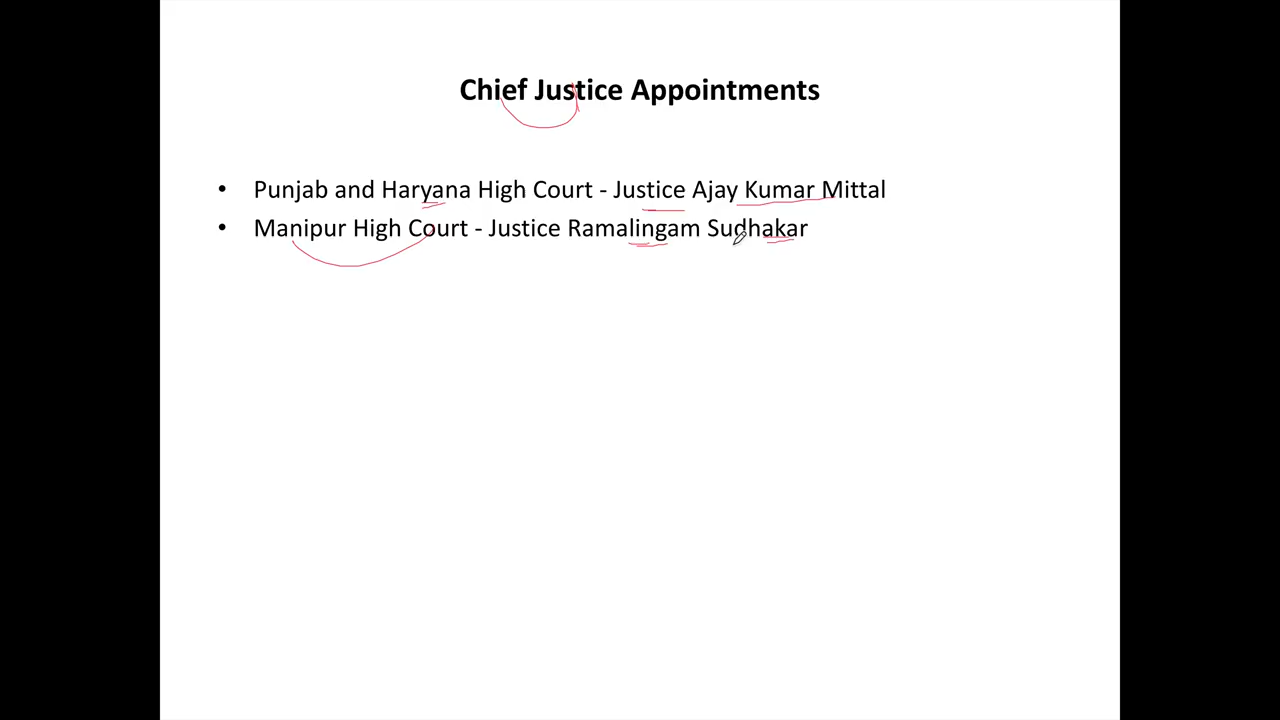 Chief Justice Appointments
• Punjab and Haryana High Court - Justice Ajay Kumar Mittal
• Manipur High Court - Justice Ramalingam Sudhakar